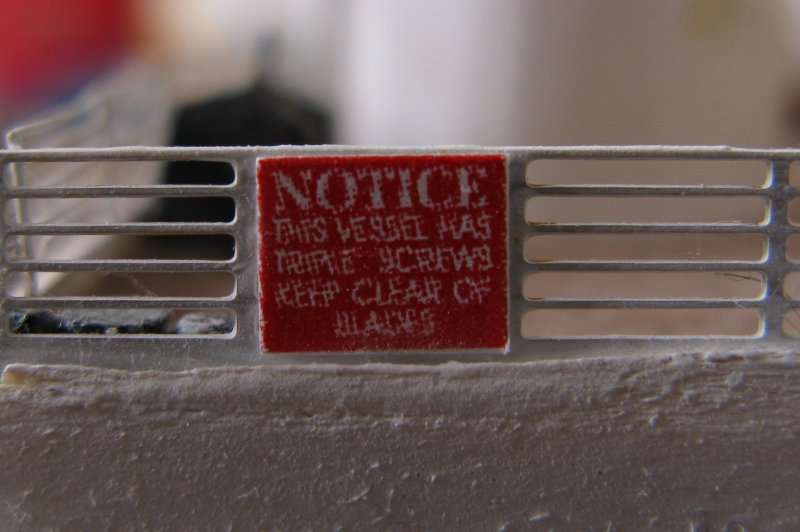 NOTICE
THIS VESSEL HAS
TRIPLE SCREWS
KEEP CLEAR OF
BLADES